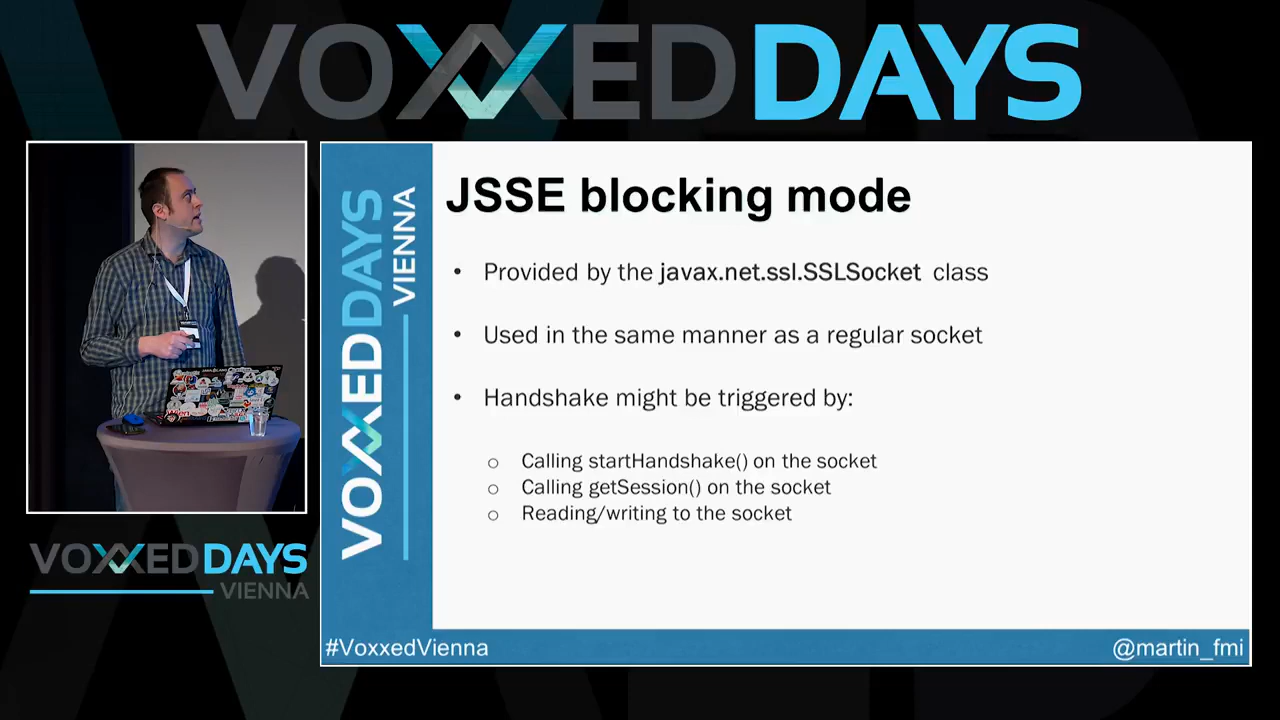 VOXXED DAYS
JSSE blocking mode
• Provided by the javax.net.ssl.SSLSocket class
• Used in the same manner as a regular socket
• Handshake might be triggered by:
○ Calling startHandshake() on the socket
○ Calling getSession() on the socket
○ Reading/writing to the socket
VOXXED DAYS
VIENNA
VOXXED DAYS
VIENNA
#VoxxedVienna
@martin_fmi